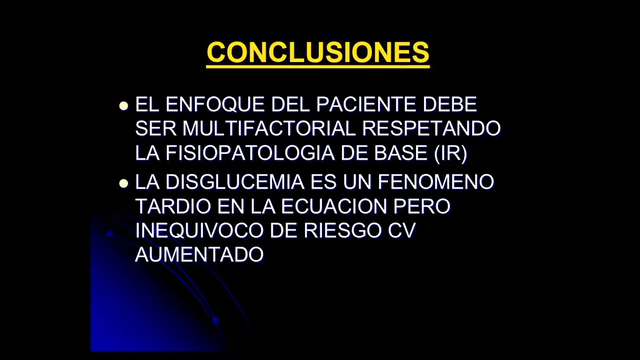 CONCLUSIONES
EL ENFOQUE DEL PACIENTE DEBE
SER MULTIFACTORIAL RESPETANDO
LA FISIOPATOLOGIA DE BASE (IR)
LA DISGLUCEMIA ES UN FENOMENO
TARDIO EN LA ECUACION PERO
INEQUIVOCO DE RIESGO CV
AUMENTADO